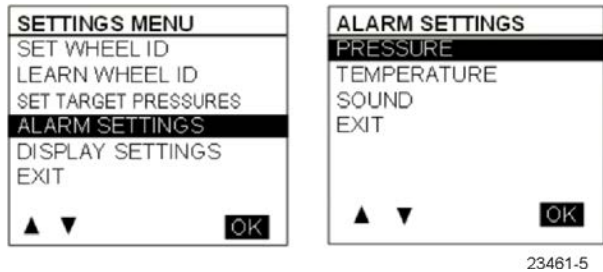 SETTINGS MENU
SET WHEEL ID
LEARN WHEEL ID
SET TARGET PRESSURES
ALARM SETTINGS
DISPLAY SETTINGS
EXIT
▲ ▼ OK
ALARM SETTINGS
PRESSURE
TEMPERATURE
SOUND
EXIT
▲ ▼ OK
23461-5